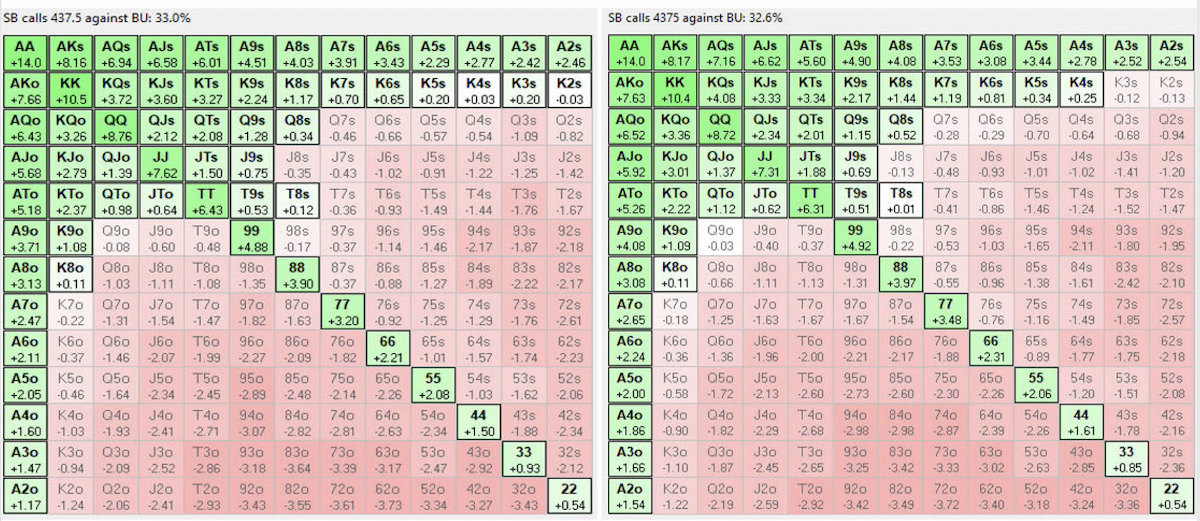 SB calls 437.5 against BU: 33.0%
AA AKs AQs AJs ATs A9s A8s A7s A6s A5s A4s A3s A2s
+14.0 +8.16 +6.94 +6.58 +6.01 +4.51 +4.03 +3.91 +3.43 +2.29 +2.77 +2.42 +2.46
AKo KK KQs KJs KTs K9s K8s K7s K6s K5s K4s K3s K2s
+7.66 +10.5 +3.72 +3.60 +3.27 +2.24 +1.17 +0.70 +0.65 +0.20 +0.03 +0.20 -0.03
AQo KQo QQ QJs QTs Q9s Q8s Q7s Q6s Q5s Q4s Q3s Q2s
+6.43 +3.26 +8.76 +2.12 +2.08 +1.28 +0.34 -0.46 -0.66 -0.57 -0.54 -1.09 -0.82
AJo KJo QJo JJ JTs J9s J8s J7s J6s J5s J4s J3s J2s
+5.68 +2.79 +1.39 +7.62 +1.50 +0.75 -0.35 -0.43 -1.02 -0.91 -1.22 -1.25 -1.42
ATo KTo QTo JTo TT T9s T8s T7s T6s T5s T4s T3s T2s
+5.18 +2.37 +0.98 +0.64 +6.43 +0.53 +0.12 -0.36 -0.93 -1.49 -1.44 -1.76 -1.67
A9o K9o Q9o J9o T9o 99 98s 97s 96s 95s 94s 93s 92s
+3.71 +1.08 -0.08 -0.60 -0.48 +4.88 -0.17 -0.37 -1.14 -1.46 -2.17 -1.87 -2.18
A8o K8o Q8o J8o T8o 98o 88 87s 86s 85s 84s 83s 82s
+3.13 +0.11 -1.03 -1.11 -1.08 -1.35 +3.90 -0.37 -0.88 -1.27 -1.89 -2.22 -2.17
A7o K7o Q7o J7o T7o 97o 87o 77 76s 75s 74s 73s 72s
+2.47 -0.22 -1.31 -1.54 -1.47 -1.82 -1.63 +3.20 -0.92 -1.25 -1.29 -1.76 -2.61
A6o K6o Q6o J6o T6o 96o 86o 76o 66 65s 64s 63s 62s
+2.11 -0.37 -1.46 -2.07 -1.99 -2.27 -2.09 -1.82 +2.21 -1.01 -1.57 -1.74 -2.23
A5o K5o Q5o J5o T5o 95o 85o 75o 65o 55 54s 53s 52s
+2.05 -0.46 -1.64 -2.34 -2.45 -2.89 -2.48 -2.14 -2.26 +2.08 -1.03 -1.62 -2.06
A4o K4o Q4o J4o T4o 94o 84o 74o 64o 54o 44 43s 42s
+1.60 -1.03 -1.93 -2.41 -2.71 -3.07 -2.82 -2.81 -2.63 -2.34 +1.50 -1.88 -2.34
A3o K3o Q3o J3o T3o 93o 83o 73o 63o 53o 43o 33 32s
+1.47 -0.94 -2.09 -2.52 -2.86 -3.18 -3.64 -3.39 -3.17 -2.47 -2.92 +0.93 -2.12
A2o K2o Q2o J2o T2o 92o 82o 72o 62o 52o 42o 32o 22
+1.17 -1.24 -2.06 -2.41 -2.93 -3.43 -3.55 -3.61 -3.73 -3.34 -3.27 -3.43 +0.54
SB calls 4375 against BU: 32.6%
AA AKs AQs AJs ATs A9s A8s A7s A6s A5s A4s A3s A2s
+14.0 +8.17 +7.16 +6.62 +5.60 +4.90 +4.08 +3.53 +3.08 +3.44 +2.78 +2.52 +2.54
AKo KK KQs KJs KTs K9s K8s K7s K6s K5s K4s K3s K2s
+7.63 +10.4 +4.08 +3.33 +3.34 +2.17 +1.44 +1.19 +0.81 +0.34 +0.25 -0.12 -0.13
AQo KQo QQ QJs QTs Q9s Q8s Q7s Q6s Q5s Q4s Q3s Q2s
+6.52 +3.36 +8.72 +2.34 +2.01 +1.15 +0.52 -0.28 -0.29 -0.70 -0.64 -0.68 -0.94
AJo KJo QJo JJ JTs J9s J8s J7s J6s J5s J4s J3s J2s
+5.92 +3.01 +1.37 +7.31 +1.88 +0.69 -0.13 -0.48 -0.93 -1.01 -1.02 -1.41 -1.20
ATo KTo QTo JTo TT T9s T8s T7s T6s T5s T4s T3s T2s
+5.26 +2.22 +1.12 +0.62 +6.31 +0.51 +0.01 -0.41 -0.86 -1.46 -1.24 -1.52 -1.47
A9o K9o Q9o J9o T9o 99 98s 97s 96s 95s 94s 93s 92s
+4.08 +1.09 -0.03 -0.40 -0.37 +4.92 -0.22 -0.53 -1.03 -1.65 -2.11 -1.80 -1.95
A8o K8o Q8o J8o T8o 98o 88 87s 86s 85s 84s 83s 82s
+3.08 +0.11 -0.66 -1.11 -1.13 -1.31 +3.97 -0.55 -0.96 -1.38 -1.61 -2.42 -2.10
A7o K7o Q7o J7o T7o 97o 87o 77 76s 75s 74s 73s 72s
+2.65 -0.18 -1.25 -1.63 -1.67 -1.67 -1.54 +3.48 -0.76 -1.16 -1.49 -1.85 -2.57
A6o K6o Q6o J6o T6o 96o 86o 76o 66 65s 64s 63s 62s
+2.24 -0.36 -1.36 -1.96 -2.00 -2.21 -2.17 -1.88 +2.31 -0.89 -1.77 -1.75 -2.18
A5o K5o Q5o J5o T5o 95o 85o 75o 65o 55 54s 53s 52s
+2.00 -0.58 -1.72 -2.13 -2.60 -2.73 -2.60 -2.30 -2.26 +2.06 -1.20 -1.51 -2.08
A4o K4o Q4o J4o T4o 94o 84o 74o 64o 54o 44 43s 42s
+1.86 -0.90 -1.82 -2.29 -2.68 -2.98 -2.98 -2.87 -2.39 -2.26 +1.61 -1.78 -2.16
A3o K3o Q3o J3o T3o 93o 83o 73o 63o 53o 43o 33 32s
+1.66 -1.10 -1.87 -2.45 -2.65 -3.25 -3.42 -3.33 -3.02 -2.63 -2.85 +0.85 -2.36
A2o K2o Q2o J2o T2o 92o 82o 72o 62o 52o 42o 32o 22
+1.54 -1.22 -2.19 -2.59 -2.92 -3.42 -3.49 -3.72 -3.40 -3.18 -3.24 -3.36 +0.54